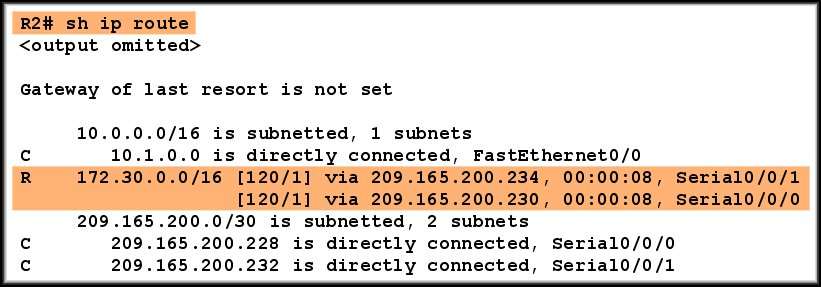 R2# sh ip route
<output omitted>
Gateway of last resort is not set
10.0.0.0/16 is subnetted, 1 subnets
C 10.1.0.0 is directly connected, FastEthernet0/0
R 172.30.0.0/16 [120/1] via 209.165.200.234, 00:00:08, Serial0/0/1
[120/1] via 209.165.200.230, 00:00:08, Serial0/0/0
209.165.200.0/30 is subnetted, 2 subnets
C 209.165.200.228 is directly connected, Serial0/0/0
C 209.165.200.232 is directly connected, Serial0/0/1